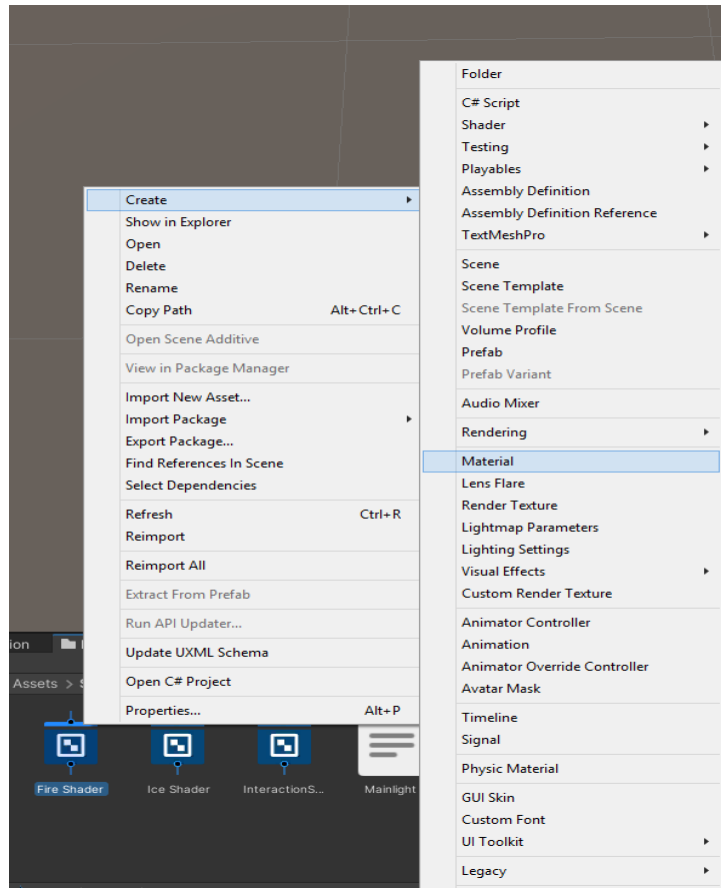 Create
Show in Explorer
Open
Delete
Rename
Copy Path Alt+Ctrl+C
Open Scene Additive
View in Package Manager
Import New Asset...
Import Package
Export Package...
Find References In Scene
Select Dependencies
Refresh Ctrl+R
Reimport
Reimport All
Extract From Prefab
Run API Updater...
Update UXML Schema
Open C# Project
Properties... Alt+P
Folder
C# Script
Shader
Testing
Playables
Assembly Definition
Assembly Definition Reference
TextMeshPro
Scene
Scene Template
Scene Template From Scene
Volume Profile
Prefab
Prefab Variant
Audio Mixer
Rendering
Material
Lens Flare
Render Texture
Lightmap Parameters
Lighting Settings
Visual Effects
Custom Render Texture
Animator Controller
Animation
Animator Override Controller
Avatar Mask
Timeline
Signal
Physic Material
GUI Skin
Custom Font
UI Toolkit
Legacy
Assets >
Fire Shader
Ice Shader
InteractionS...
Mainlight